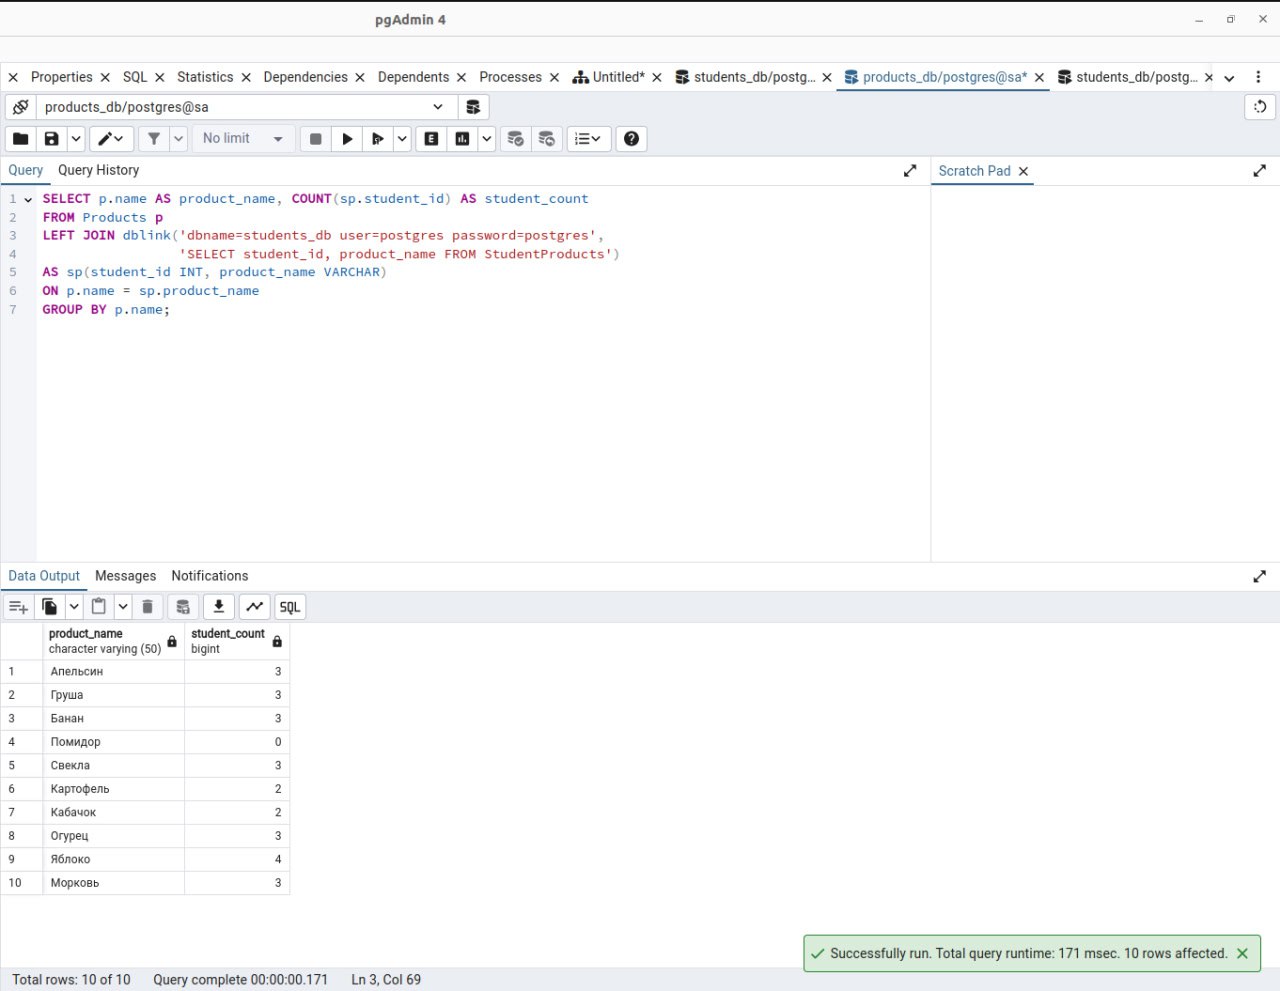 pgAdmin 4
Properties SQL Statistics Dependencies Dependents Processes Untitled* students_db/postg... products_db/postgres@sa* students_db/postg...
products_db/postgres@sa
No limit E
Query Query History Scratch Pad
1 SELECT p.name AS product_name, COUNT(sp.student_id) AS student_count
2 FROM Products p
3 LEFT JOIN dblink('dbname=students_db user=postgres password=postgres',
4 'SELECT student_id, product_name FROM StudentProducts')
5 AS sp(student_id INT, product_name VARCHAR)
6 ON p.name = sp.product_name
7 GROUP BY p.name;
Data Output Messages Notifications
SQL
product_name student_count
character varying (50) bigint
1 Апельсин 3
2 Груша 3
3 Банан 3
4 Помидор 0
5 Свекла 3
6 Картофель 2
7 Кабачок 2
8 Огурец 3
9 Яблоко 4
10 Морковь 3
Successfully run. Total query runtime: 171 msec. 10 rows affected.
Total rows: 10 of 10 Query complete 00:00:00.171 Ln 3, Col 69